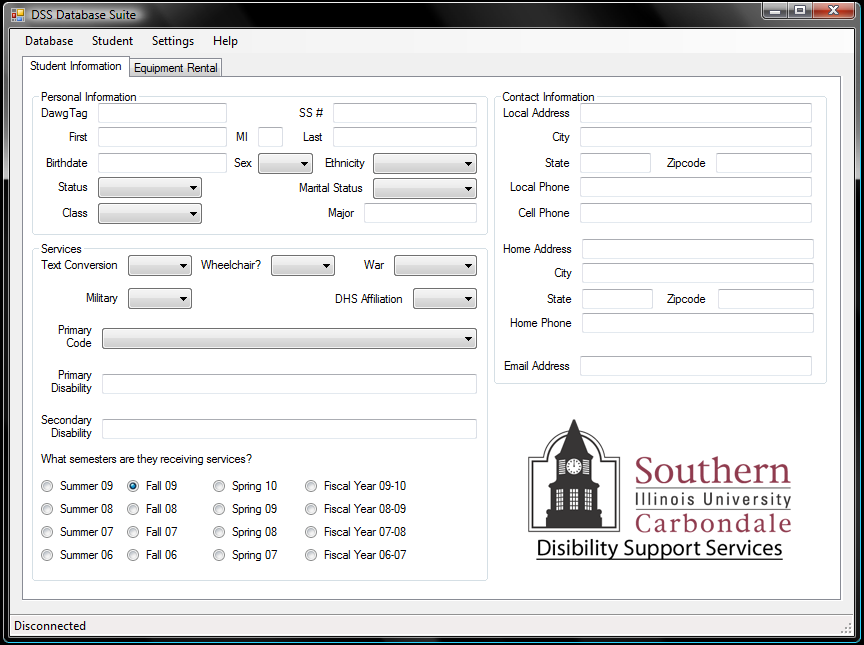 DSS Database Suite
Database Student Settings Help
Student Information Equipment Rental
Personal Information
DawgTag SS #
First MI Last
Birthdate Sex Ethnicity
Status Marital Status
Class Major
Services
Text Conversion Wheelchair? War
Military DHS Affiliation
Primary
Code
Primary
Disability
Secondary
Disability
What semesters are they receiving services?
Summer 09 Fall 09 Spring 10 Fiscal Year 09-10
Summer 08 Fall 08 Spring 09 Fiscal Year 08-09
Summer 07 Fall 07 Spring 08 Fiscal Year 07-08
Summer 06 Fall 06 Spring 07 Fiscal Year 06-07
Contact Information
Local Address
City
State Zipcode
Local Phone
Cell Phone
Home Address
City
State Zipcode
Home Phone
Email Address
Southern
Illinois University
Carbondale
Disibility Support Services
Disconnected